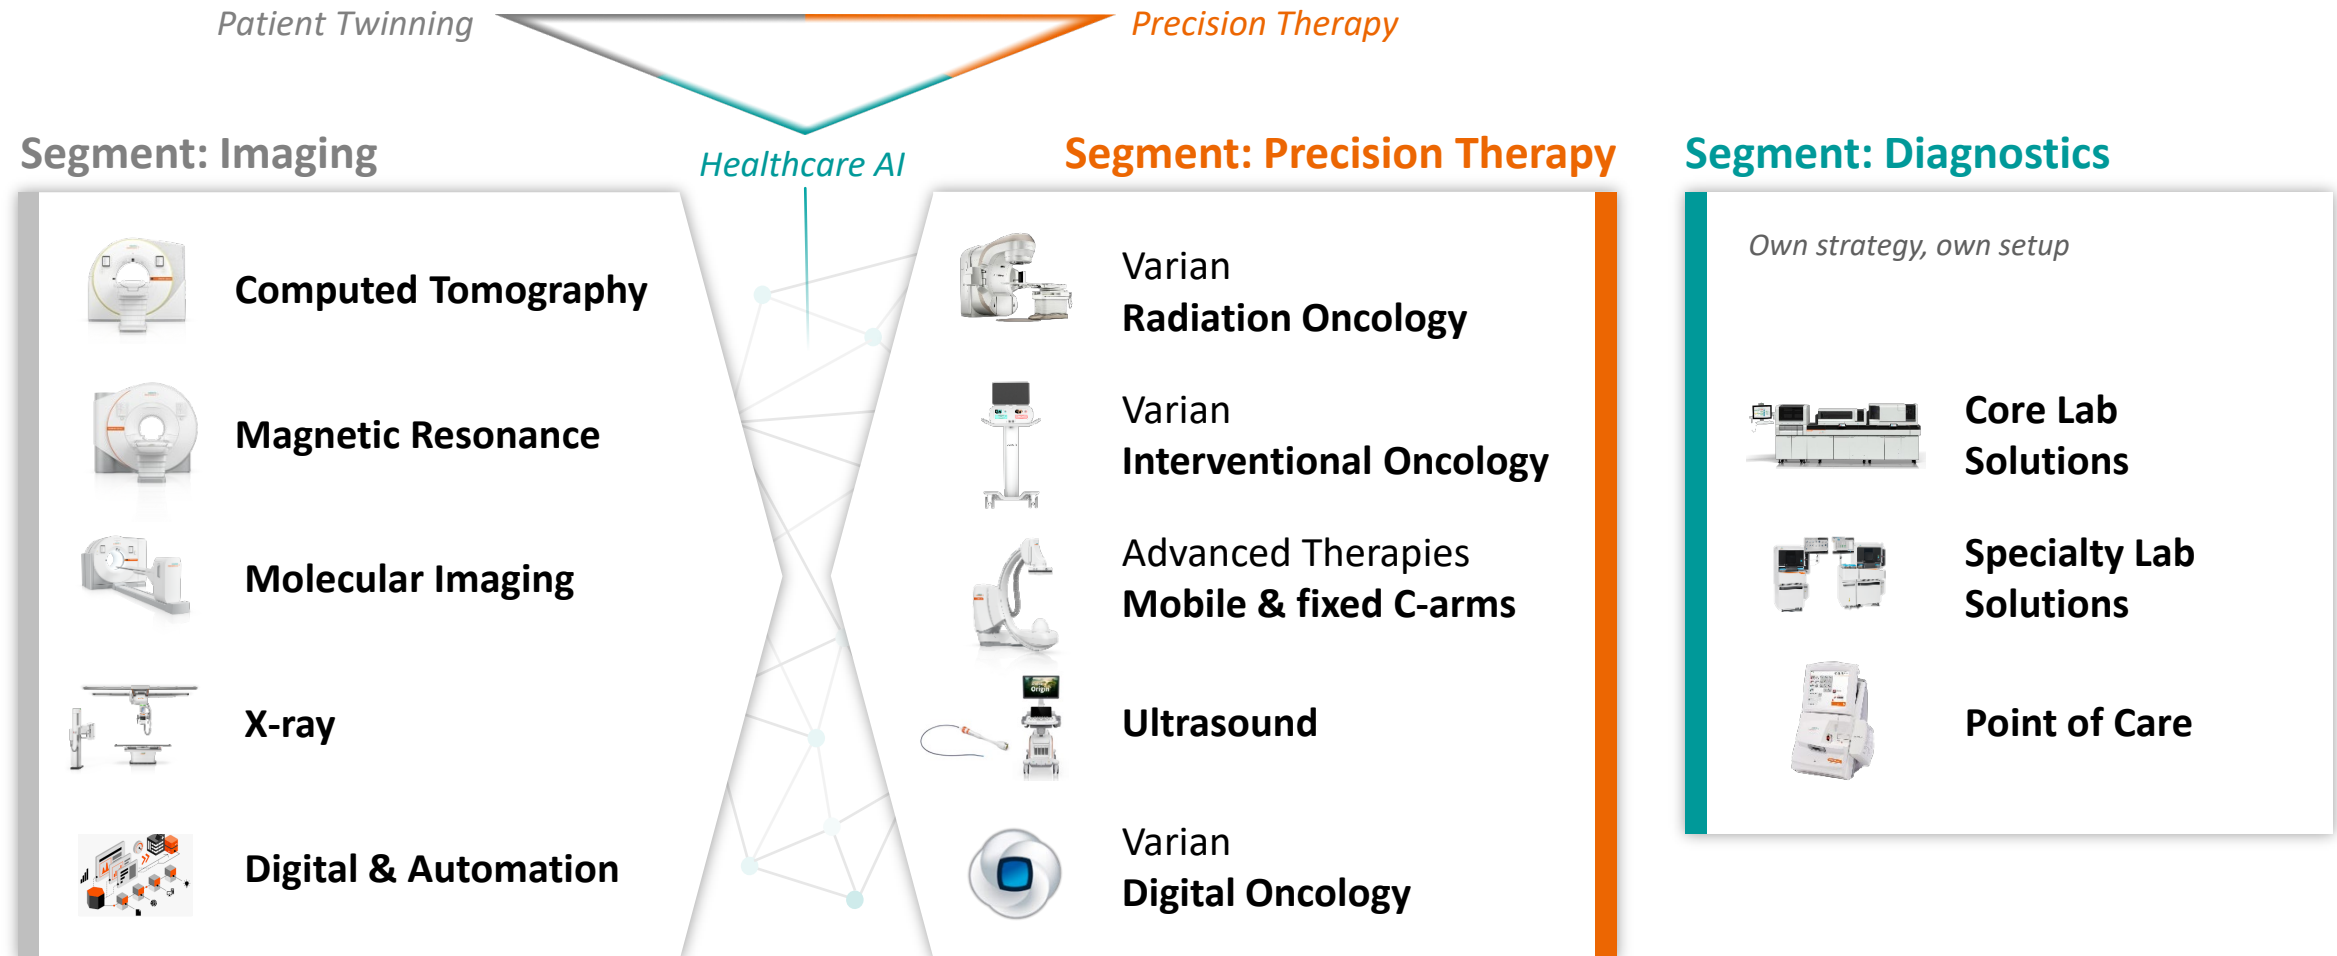 Patient Twinning
Precision Therapy
Healthcare AI
Segment: Imaging
Computed Tomography
Magnetic Resonance
Molecular Imaging
X-ray
Digital & Automation
Segment: Precision Therapy
Varian
Radiation Oncology
Varian
Interventional Oncology
Advanced Therapies
Mobile & fixed C-arms
Origin
Ultrasound
Varian
Digital Oncology
Segment: Diagnostics
Own strategy, own setup
Core Lab
Solutions
Specialty Lab
Solutions
Point of Care